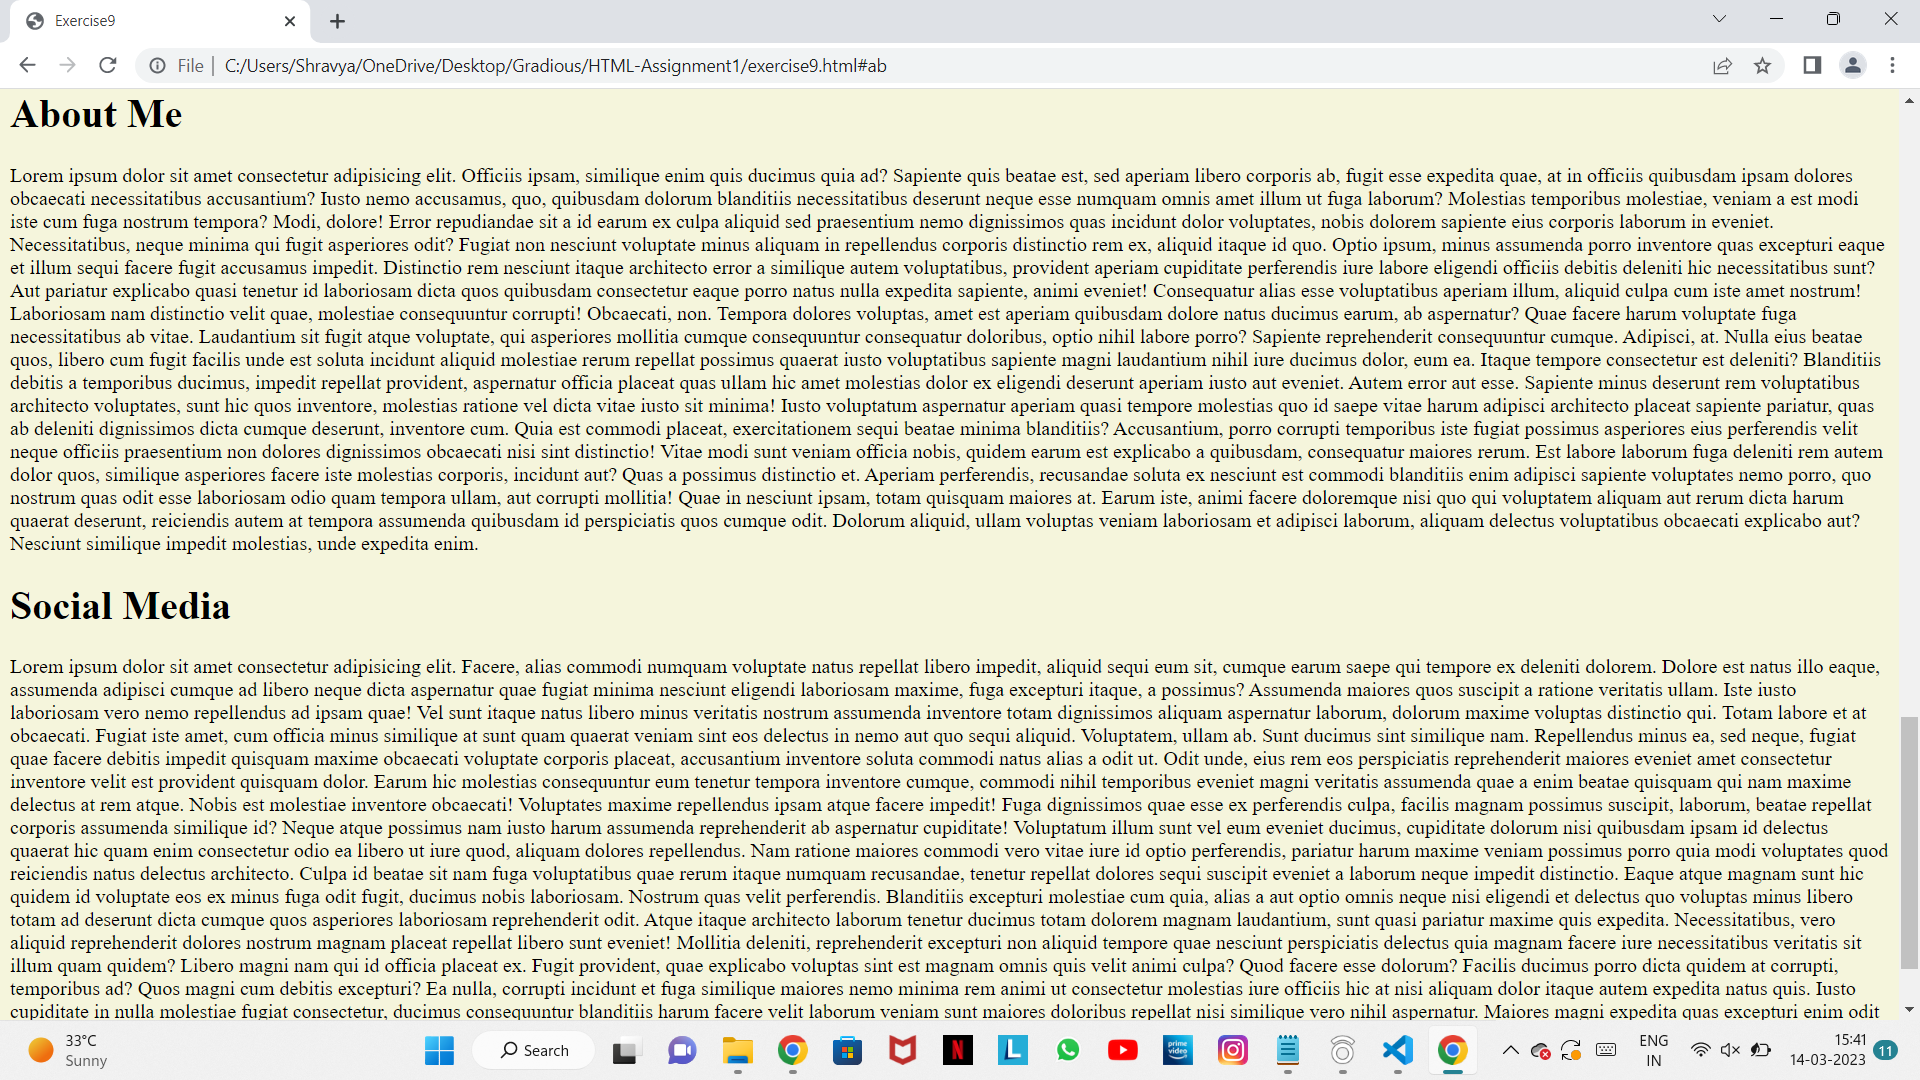 Exercise9
File
C:/Users/Shravya/OneDrive/Desktop/Gradious/HTML-Assignment1/exercise9.html#ab
About Me
Lorem ipsum dolor sit amet consectetur adipisicing elit. Officiis ipsam, similique enim quis ducimus quia ad? Sapiente quis beatae est, sed aperiam libero corporis ab, fugit esse expedita quae, at in officiis quibusdam ipsam dolores
obcaecati necessitatibus accusantium? Iusto nemo accusamus, quo, quibusdam dolorum blanditiis necessitatibus deserunt neque esse numquam omnis amet illum ut fuga laborum? Molestias temporibus molestiae, veniam a est modi
iste cum fuga nostrum tempora? Modi, dolore! Error repudiandae sit a id earum ex culpa aliquid sed praesentium nemo dignissimos quas incidunt dolor voluptates, nobis dolorem sapiente eius corporis laborum in eveniet.
Necessitatibus, neque minima qui fugit asperiores odit? Fugiat non nesciunt voluptate minus aliquam in repellendus corporis distinctio rem ex, aliquid itaque id quo. Optio ipsum, minus assumenda porro inventore quas excepturi eaque
et illum sequi facere fugit accusamus impedit. Distinctio rem nesciunt itaque architecto error a similique autem voluptatibus, provident aperiam cupiditate perferendis iure labore eligendi officiis debitis deleniti hic necessitatibus sunt?
Aut pariatur explicabo quasi tenetur id laboriosam dicta quos quibusdam consectetur eaque porro natus nulla expedita sapiente, animi eveniet! Consequatur alias esse voluptatibus aperiam illum, aliquid culpa cum iste amet nostrum!
Laboriosam nam distinctio velit quae, molestiae consequuntur corrupti! Obcaecati, non. Tempora dolores voluptas, amet est aperiam quibusdam dolore natus ducimus earum, ab aspernatur? Quae facere harum voluptate fuga
necessitatibus ab vitae. Laudantium sit fugit atque voluptate, qui asperiores mollitia cumque consequuntur consequatur doloribus, optio nihil labore porro? Sapiente reprehenderit consequuntur cumque. Adipisci, at. Nulla eius beatae
quos, libero cum fugit facilis unde est soluta incidunt aliquid molestiae rerum repellat possimus quaerat iusto voluptatibus sapiente magni laudantium nihil iure ducimus dolor, eum ea. Itaque tempore consectetur est deleniti? Blanditiis
debitis a temporibus ducimus, impedit repellat provident, aspernatur officia placeat quas ullam hic amet molestias dolor ex eligendi deserunt aperiam iusto aut eveniet. Autem error aut esse. Sapiente minus deserunt rem voluptatibus
architecto voluptates, sunt hic quos inventore, molestias ratione vel dicta vitae iusto sit minima! Iusto voluptatum aspernatur aperiam quasi tempore molestias quo id saepe vitae harum adipisci architecto placeat sapiente pariatur, quas
ab deleniti dignissimos dicta cumque deserunt, inventore cum. Quia est commodi placeat, exercitationem sequi beatae minima blanditiis? Accusantium, porro corrupti temporibus iste fugiat possimus asperiores eius perferendis velit
neque officiis praesentium non dolores dignissimos obcaecati nisi sint distinctio! Vitae modi sunt veniam officia nobis, quidem earum est explicabo a quibusdam, consequatur maiores rerum. Est labore laborum fuga deleniti rem autem
dolor quos, similique asperiores facere iste molestias corporis, incidunt aut? Quas a possimus distinctio et. Aperiam perferendis, recusandae soluta ex nesciunt est commodi blanditiis enim adipisci sapiente voluptates nemo porro, quo
nostrum quas odit esse laboriosam odio quam tempora ullam, aut corrupti mollitia! Quae in nesciunt ipsam, totam quisquam maiores at. Earum iste, animi facere doloremque nisi quo qui voluptatem aliquam aut rerum dicta harum
quaerat deserunt, reiciendis autem at tempora assumenda quibusdam id perspiciatis quos cumque odit. Dolorum aliquid, ullam voluptas veniam laboriosam et adipisci laborum, aliquam delectus voluptatibus obcaecati explicabo aut?
Nesciunt similique impedit molestias, unde expedita enim.
Social Media
Lorem ipsum dolor sit amet consectetur adipisicing elit. Facere, alias commodi numquam voluptate natus repellat libero impedit, aliquid sequi eum sit, cumque earum saepe qui tempore ex deleniti dolorem. Dolore est natus illo eaque,
assumenda adipisci cumque ad libero neque dicta aspernatur quae fugiat minima nesciunt eligendi laboriosam maxime, fuga excepturi itaque, a possimus? Assumenda maiores quos suscipit a ratione veritatis ullam. Iste iusto
laboriosam vero nemo repellendus ad ipsam quae! Vel sunt itaque natus libero minus veritatis nostrum assumenda inventore totam dignissimos aliquam aspernatur laborum, dolorum maxime voluptas distinctio qui. Totam labore et at
obcaecati. Fugiat iste amet, cum officia minus similique at sunt quam quaerat veniam sint eos delectus in nemo aut quo sequi aliquid. Voluptatem, ullam ab. Sunt ducimus sint similique nam. Repellendus minus ea, sed neque, fugiat
quae facere debitis impedit quisquam maxime obcaecati voluptate corporis placeat, accusantium inventore soluta commodi natus alias a odit ut. Odit unde, eius rem eos perspiciatis reprehenderit maiores eveniet amet consectetur
inventore velit est provident quisquam dolor. Earum hic molestias consequuntur eum tenetur tempora inventore cumque, commodi nihil temporibus eveniet magni veritatis assumenda quae a enim beatae quisquam qui nam maxime
delectus at rem atque. Nobis est molestiae inventore obcaecati! Voluptates maxime repellendus ipsam atque facere impedit! Fuga dignissimos quae esse ex perferendis culpa, facilis magnam possimus suscipit, laborum, beatae repellat
corporis assumenda similique id? Neque atque possimus nam iusto harum assumenda reprehenderit ab aspernatur cupiditate! Voluptatum illum sunt vel eum eveniet ducimus, cupiditate dolorum nisi quibusdam ipsam id delectus
quaerat hic quam enim consectetur odio ea libero ut iure quod, aliquam dolores repellendus. Nam ratione maiores commodi vero vitae iure id optio perferendis, pariatur harum maxime veniam possimus porro quia modi voluptates quod
reiciendis natus delectus architecto. Culpa id beatae sit nam fuga voluptatibus quae rerum itaque numquam recusandae, tenetur repellat dolores sequi suscipit eveniet a laborum neque impedit distinctio. Eaque atque magnam sunt hic
quidem id voluptate eos ex minus fuga odit fugit, ducimus nobis laboriosam. Nostrum quas velit perferendis. Blanditiis excepturi molestiae cum quia, alias a aut optio omnis neque nisi eligendi et delectus quo voluptas minus libero
totam ad deserunt dicta cumque quos asperiores laboriosam reprehenderit odit. Atque itaque architecto laborum tenetur ducimus totam dolorem magnam laudantium, sunt quasi pariatur maxime quis expedita. Necessitatibus, vero
aliquid reprehenderit dolores nostrum magnam placeat repellat libero sunt eveniet! Mollitia deleniti, reprehenderit excepturi non aliquid tempore quae nesciunt perspiciatis delectus quia magnam facere iure necessitatibus veritatis sit
illum quam quidem? Libero magni nam qui id officia placeat ex. Fugit provident, quae explicabo voluptas sint est magnam omnis quis velit animi culpa? Quod facere esse dolorum? Facilis ducimus porro dicta quidem at corrupti,
temporibus ad? Quos magni cum debitis excepturi? Ea nulla, corrupti incidunt et fuga similique maiores nemo minima rem animi ut consectetur molestias iure officiis hic at nisi aliquam dolor itaque autem expedita natus quis. Iusto
cupiditate in nulla molestiae fugiat consectetur, ducimus consequuntur blanditiis harum facere velit laborum veniam sunt maiores doloribus repellat nisi similique vero nihil aspernatur. Maiores magni expedita quas excepturi enim odit
33°C
Sunny
Search
prime
video
ENG
IN
15:41
14-03-2023
11